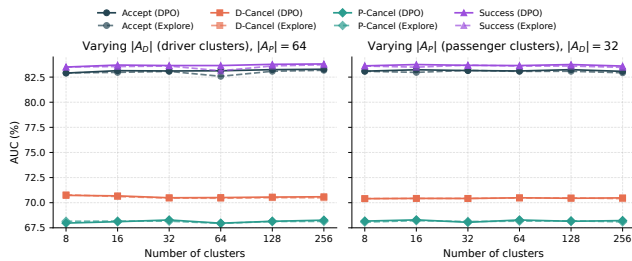 Accept (DPO) D-Cancel (DPO) P-Cancel (DPO) Success (DPO)
Accept (Explore) D-Cancel (Explore) P-Cancel (Explore) Success (Explore)
Varying |A_D| (driver clusters), |A_P| = 64
Varying |A_P| (passenger clusters), |A_D| = 32
AUC (%)
82.5
80.0
77.5
75.0
72.5
70.0
67.5
8 16 32 64 128 256
8 16 32 64 128 256
Number of clusters
Number of clusters